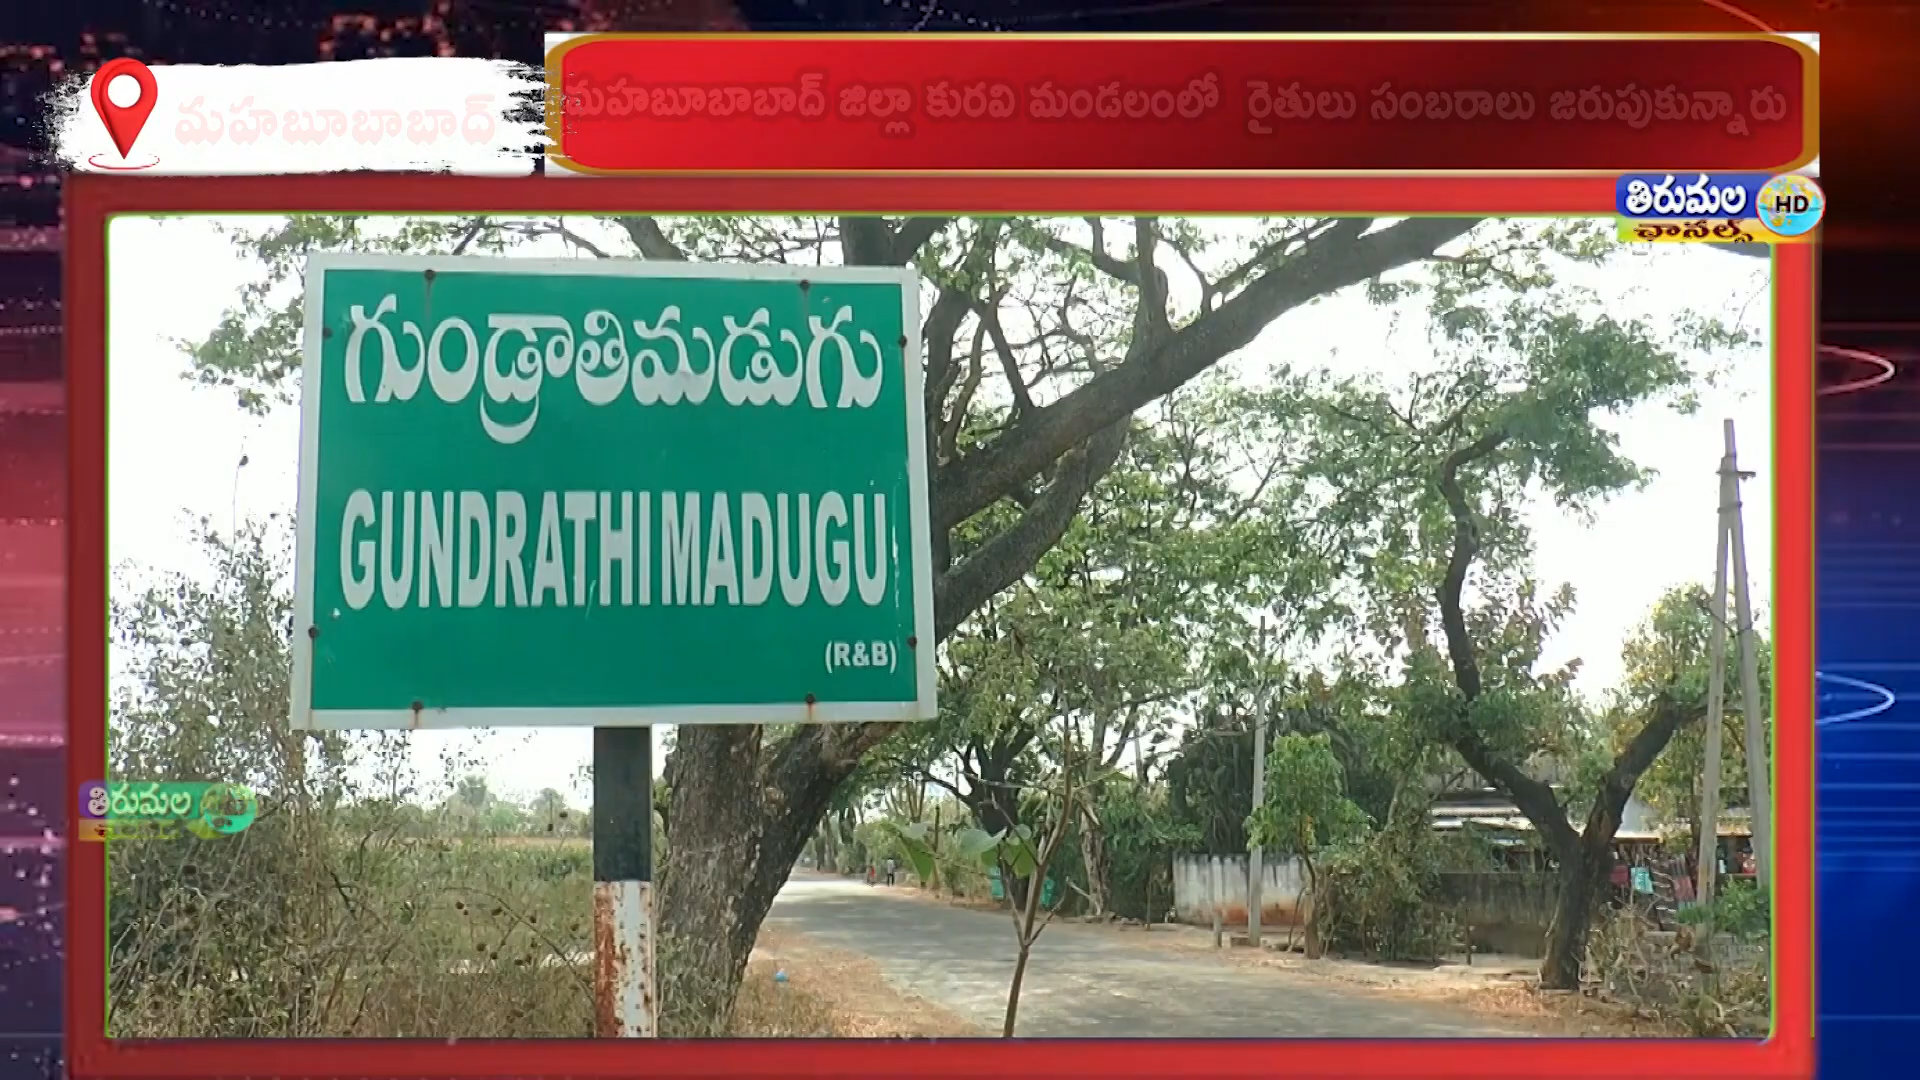 మహబూబాబాద్
మహబూబాబాద్ జిల్లా కురవి మండలంలో రైతులు సంబరాలు జరుపుకున్నారు
తిరుమల HD
ఛానల్స్
గుండ్రాతిమడుగు
GUNDRATHI MADUGU
(R&B)
తిరుమల